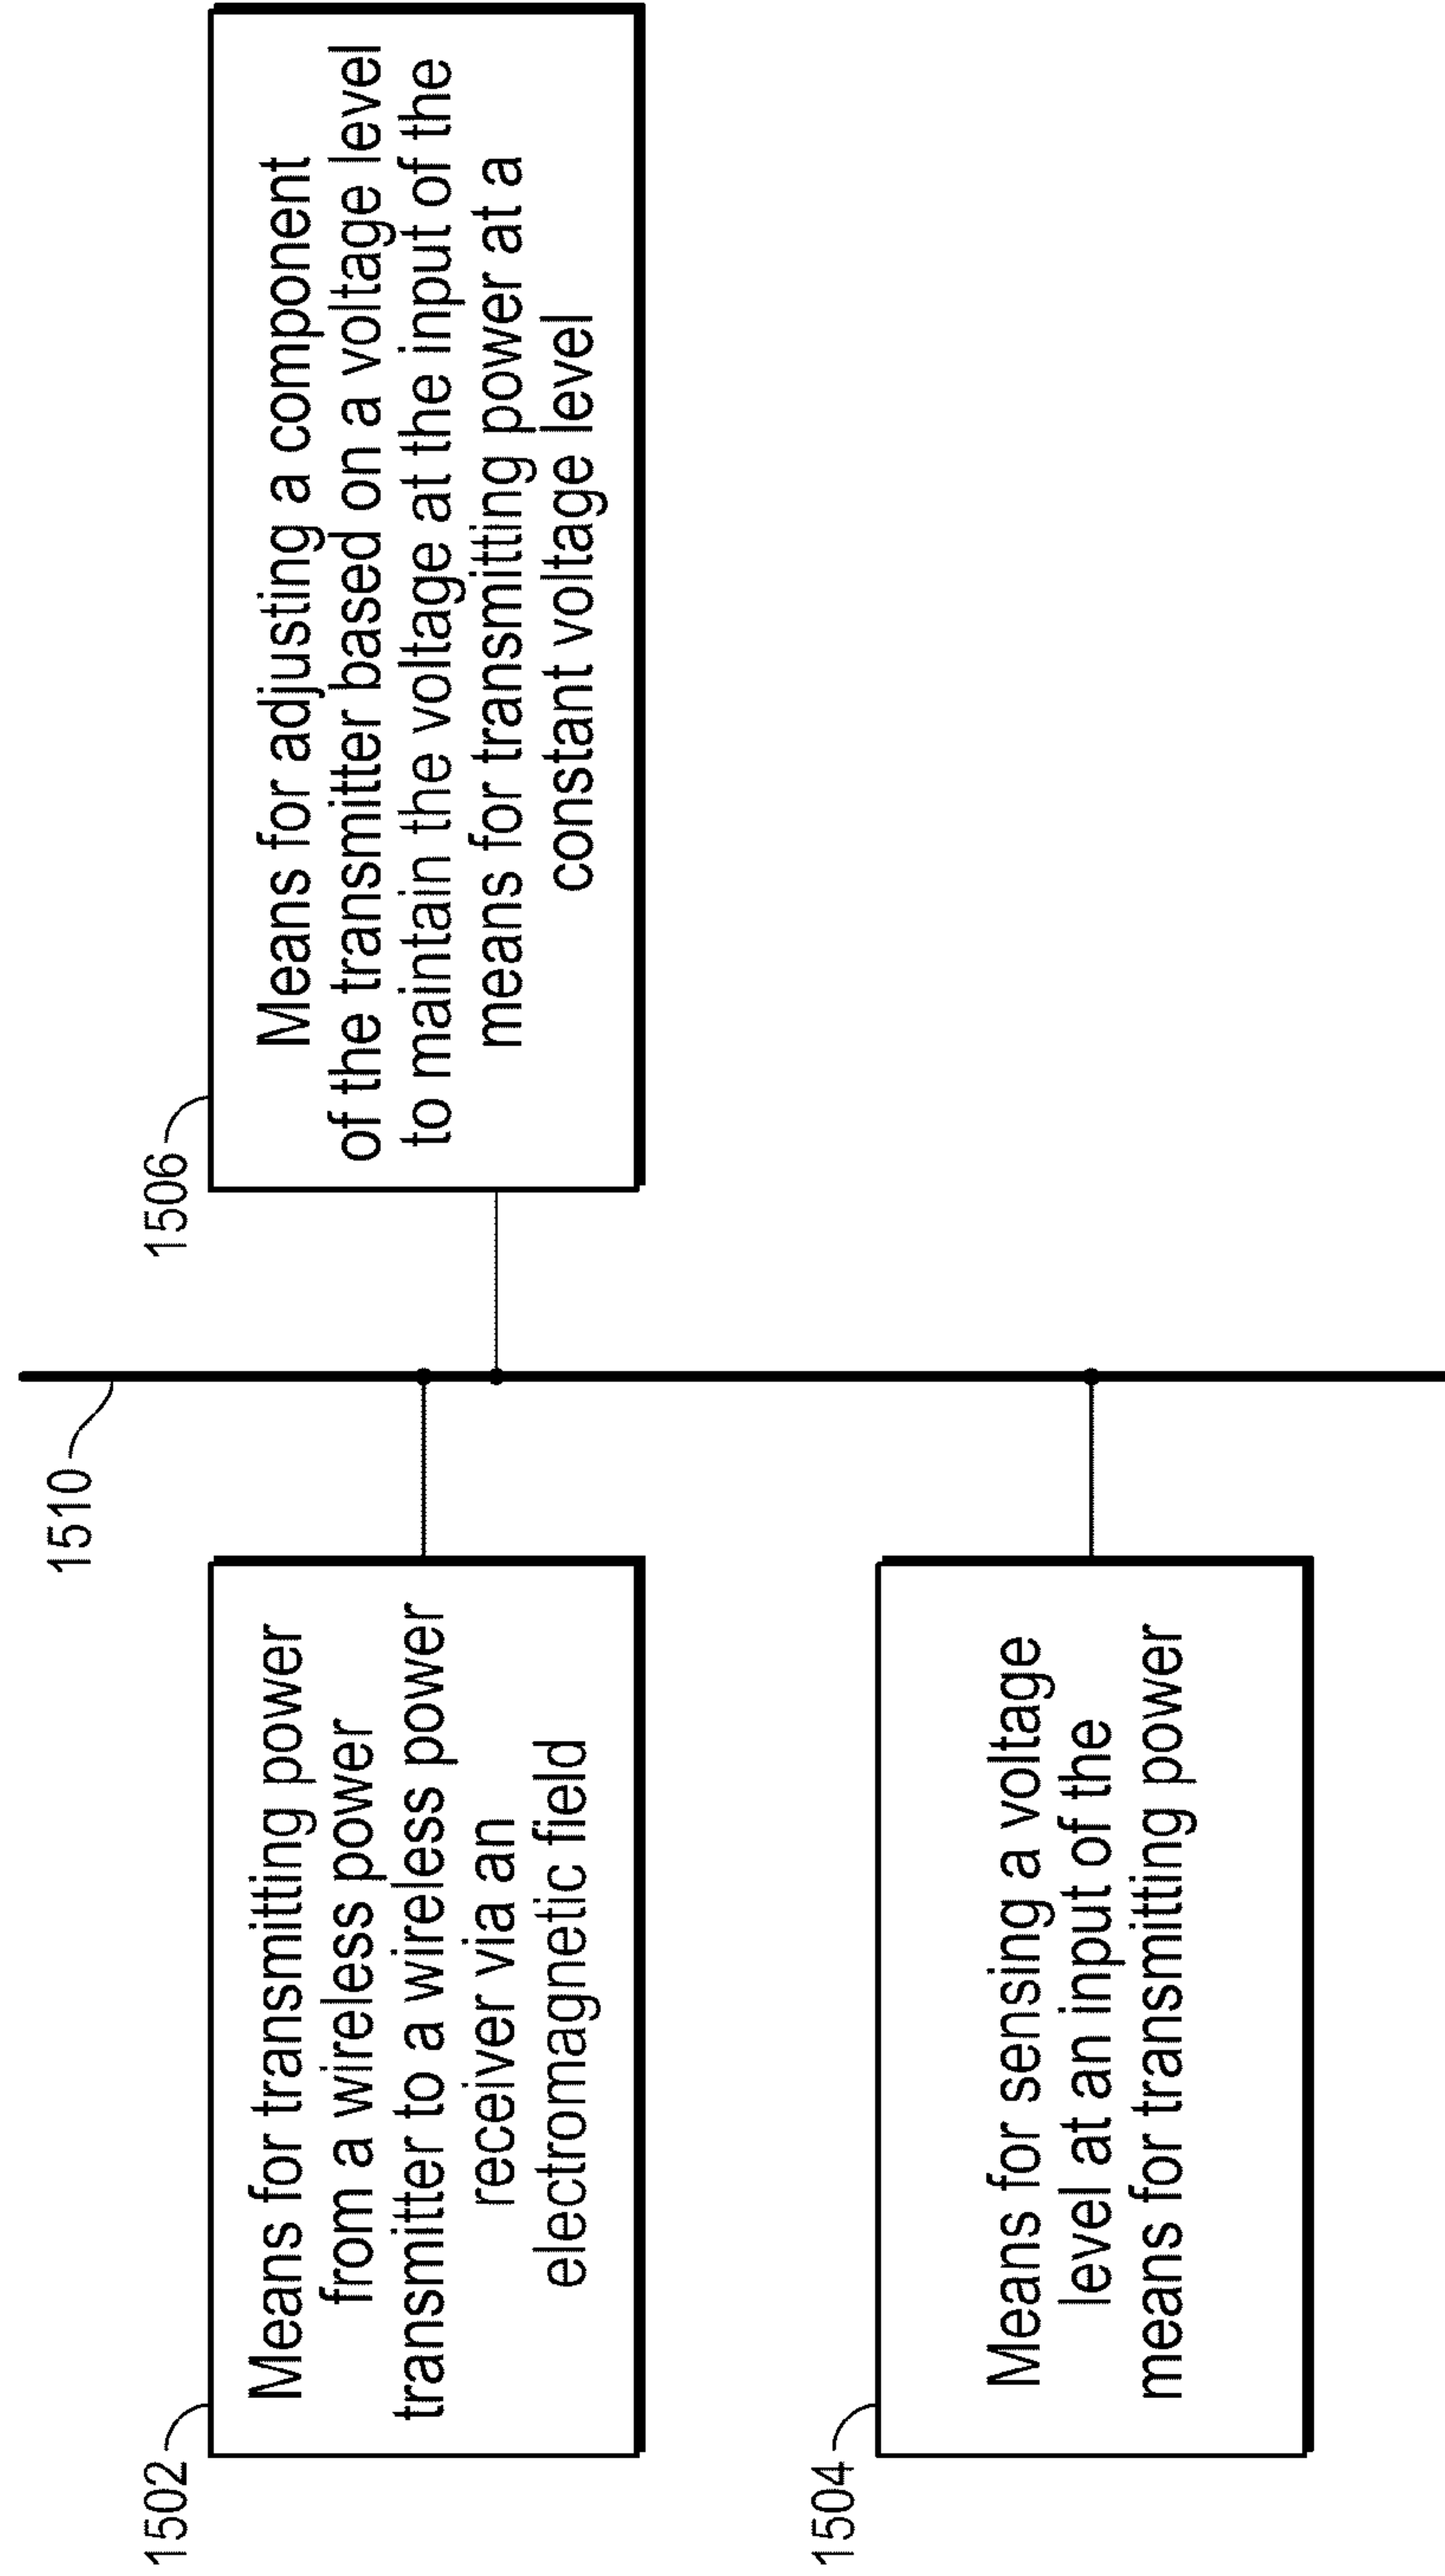 1502
Means for transmitting power
from a wireless power
transmitter to a wireless power
receiver via an
electromagnetic field
1504
Means for sensing a voltage
level at an input of the
means for transmitting power
1510
1506
Means for adjusting a component
of the transmitter based on a voltage level
to maintain the voltage at the input of the
means for transmitting power at a
constant voltage level